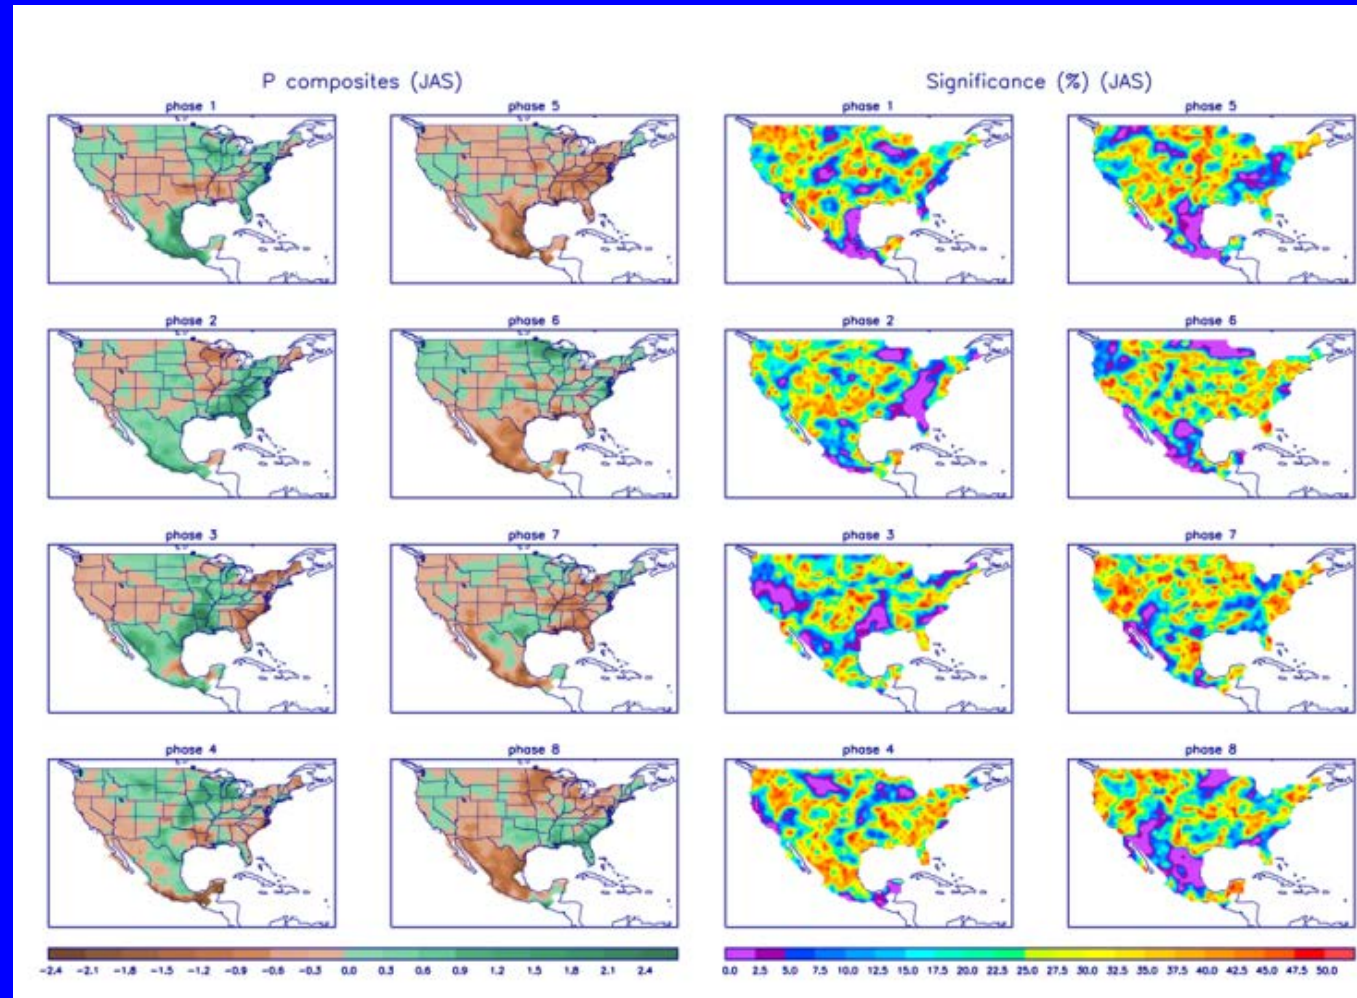 P composites (JAS)
Significance (%) (JAS)
phase 1
phase 5
phase 1
phase 5
phase 2
phase 6
phase 2
phase 6
phase 3
phase 7
phase 3
phase 7
phase 4
phase 8
phase 4
phase 8
-2.4 -2.1 -1.8 -1.5 -1.2 -0.9 -0.6 -0.3 0.0 0.3 0.6 0.9 1.2 1.5 1.8 2.1 2.4
0.0 2.5 5.0 7.5 10.0 12.5 15.0 17.5 20.0 22.5 25.0 27.5 30.0 32.5 35.0 37.5 40.0 42.5 45.0 47.5 50.0